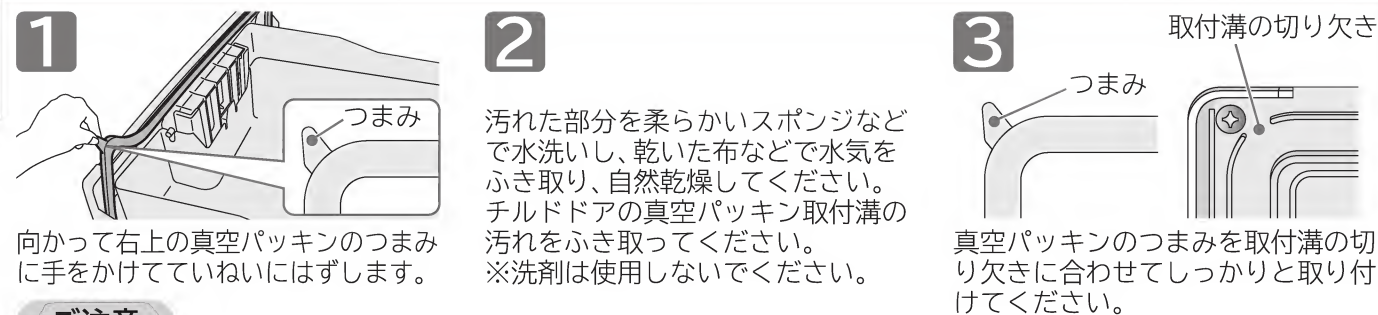 1
つまみ
向かって右上の真空パッキンのつまみ
に手をかけてていねいにはずします。
2
汚れた部分を柔らかいスポンジなど
で水洗いし、乾いた布などで水気を
ふき取り、自然乾燥してください。
チルドドアの真空パッキン取付溝の
汚れをふき取ってください。
※洗剤は使用しないでください。
3
取付溝の切り欠き
つまみ
真空パッキンのつまみを取付溝の切
り欠きに合わせてしっかりと取り付
けてください。